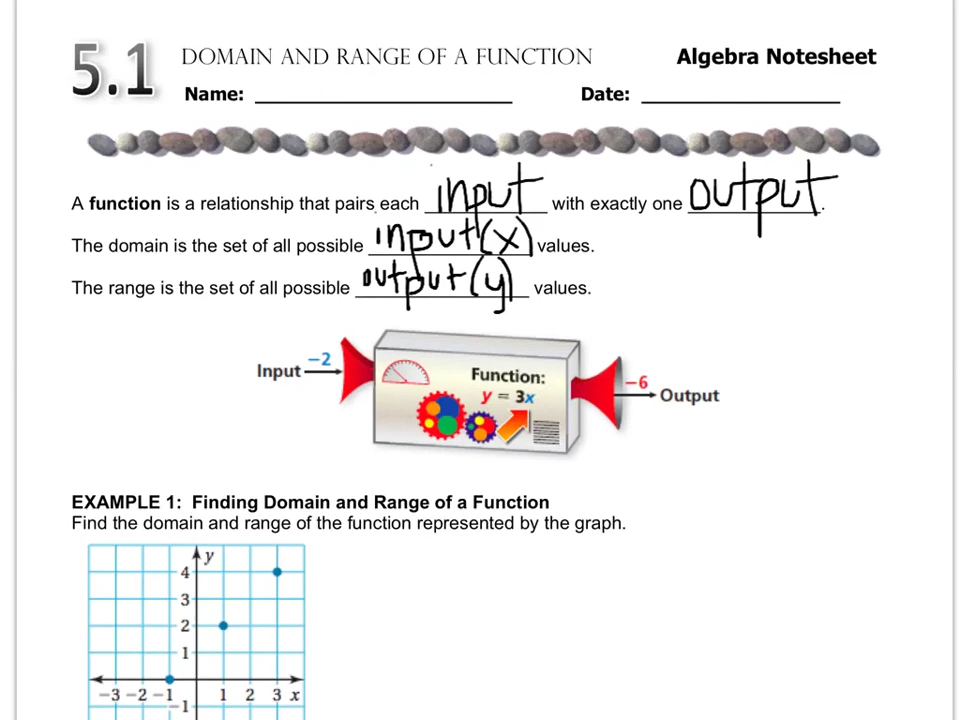 5.1 DOMAIN AND RANGE OF A FUNCTION Algebra Notesheet
Name: ____________ Date: ____________
A function is a relationship that pairs each input with exactly one output.
The domain is the set of all possible input (x) values.
The range is the set of all possible output (y) values.
Input −2
Function:
y = 3x
−6 Output
EXAMPLE 1: Finding Domain and Range of a Function
Find the domain and range of the function represented by the graph.
y
4
3
2
1
−3 −2 −1 1 2 3 x
−1